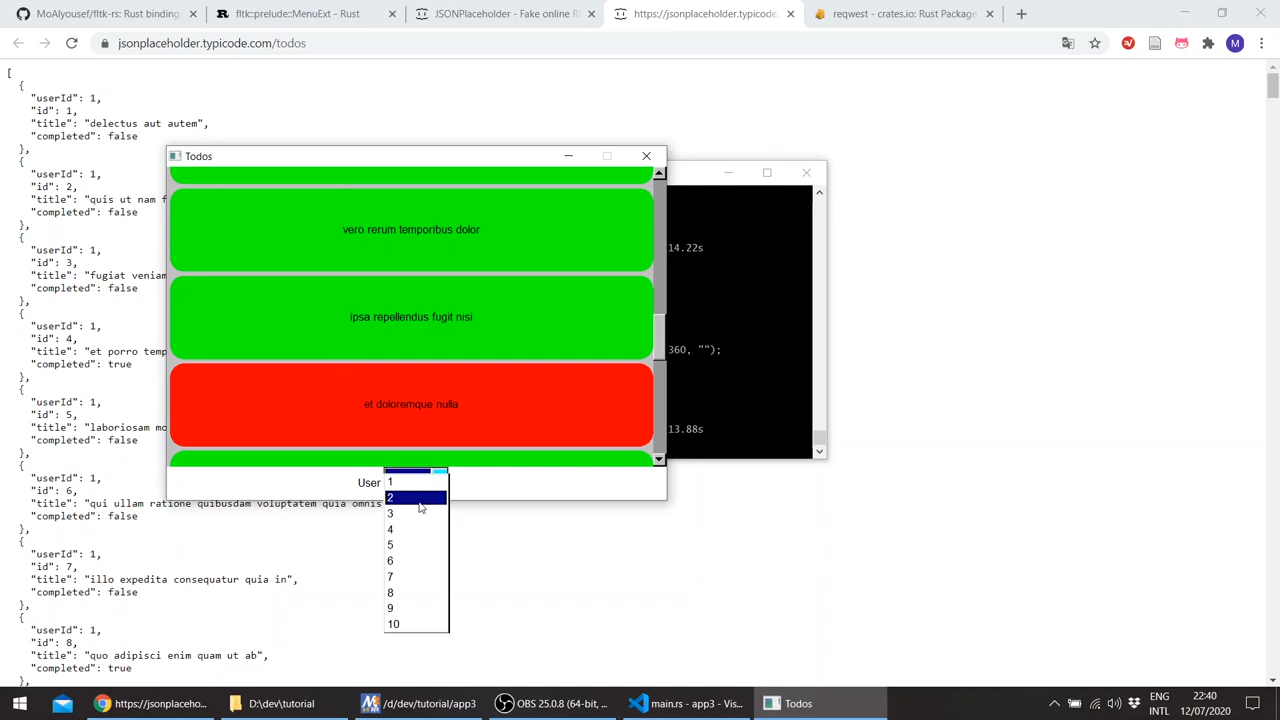 MoAlyousef/fltk-rs: Rust binding
fltk::prelude::MenuExt - Rust
JSONPlaceholder - Fake online R
https://jsonplaceholder.typicode.
reqwest - crates.io: Rust Package
jsonplaceholder.typicode.com/todos
M
[
{
"userId": 1,
"id": 1,
"title": "delectus aut autem",
"completed": false
},
{
"userId": 1,
"id": 2,
"title": "quis ut nam f
"completed": false
},
{
"userId": 1,
"id": 3,
"title": "fugiat veniam
"completed": false
},
{
"userId": 1,
"id": 4,
"title": "et porro temp
"completed": true
},
{
"userId": 1,
"id": 5,
"title": "laboriosam mo
"completed": false
},
{
"userId": 1,
"id": 6,
"title": "qui ullam ratione quibusdam voluptatem quia omnis
"completed": false
},
{
"userId": 1,
"id": 7,
"title": "illo expedita consequatur quia in",
"completed": false
},
{
"userId": 1,
"id": 8,
"title": "quo adipisci enim quam ut ab",
"completed": true
},
Todos
vero rerum temporibus dolor
ipsa repellendus fugit nisi
et doloremque nulla
User
1
2
3
4
5
6
7
8
9
10
14.22s
360, "");
13.88s
https://jsonplaceho...
D:\dev\tutorial
/d/dev/tutorial/app3
OBS 25.0.8 (64-bit, ...
main.rs - app3 - Vis...
Todos
ENG
INTL
22:40
12/07/2020